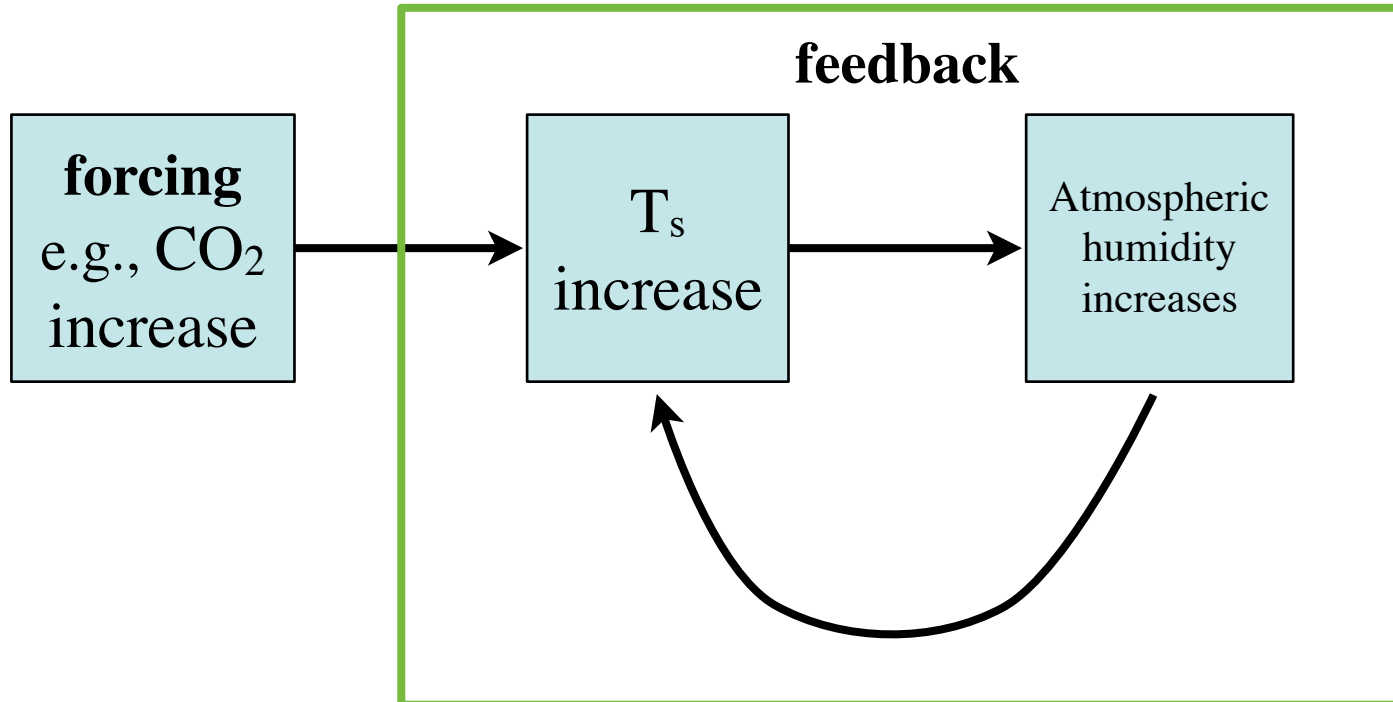 feedback
forcing
e.g., CO₂
increase
Tₛ
increase
Atmospheric
humidity
increases